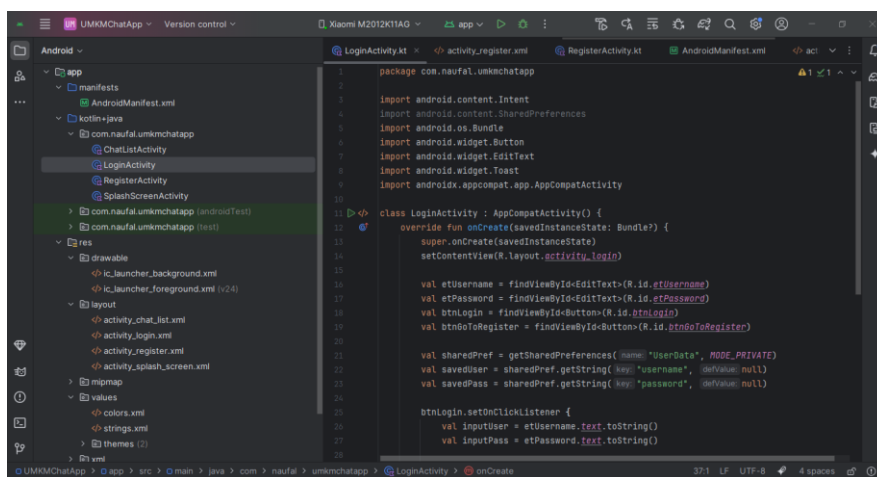 UM UMKMChatApp Version control Xiaomi M2012K11AG app
Android
LoginActivity.kt activity_register.xml RegisterActivity.kt AndroidManifest.xml
app
manifests
AndroidManifest.xml
kotlin+java
com.naufal.umkmchatapp
ChatListActivity
LoginActivity
RegisterActivity
SplashScreenActivity
com.naufal.umkmchatapp (androidTest)
com.naufal.umkmchatapp (test)
res
drawable
ic_launcher_background.xml
ic_launcher_foreground.xml (v24)
layout
activity_chat_list.xml
activity_login.xml
activity_register.xml
activity_splash_screen.xml
mipmap
values
colors.xml
strings.xml
themes (2)
xml
1 package com.naufal.umkmchatapp
2
3 import android.content.Intent
4 import android.content.SharedPreferences
5 import android.os.Bundle
6 import android.widget.Button
7 import android.widget.EditText
8 import android.widget.Toast
9 import androidx.appcompat.app.AppCompatActivity
10
11 class LoginActivity : AppCompatActivity() {
12 override fun onCreate(savedInstanceState: Bundle?) {
13 super.onCreate(savedInstanceState)
14 setContentView(R.layout.activity_login)
15
16 val etUsername = findViewById<EditText>(R.id.etUsername)
17 val etPassword = findViewById<EditText>(R.id.etPassword)
18 val btnLogin = findViewById<Button>(R.id.btnLogin)
19 val btnGoToRegister = findViewById<Button>(R.id.btnGoToRegister)
20
21 val sharedPref = getSharedPreferences( name: "UserData", MODE_PRIVATE)
22 val savedUser = sharedPref.getString( key: "username", defValue: null)
23 val savedPass = sharedPref.getString( key: "password", defValue: null)
24
25 btnLogin.setOnClickListener {
26 val inputUser = etUsername.text.toString()
27 val inputPass = etPassword.text.toString()
28
1 1
UMKMChatApp > app > src > main > java > com > naufal > umkmchatapp > LoginActivity > onCreate 37:1 LF UTF-8 4 spaces